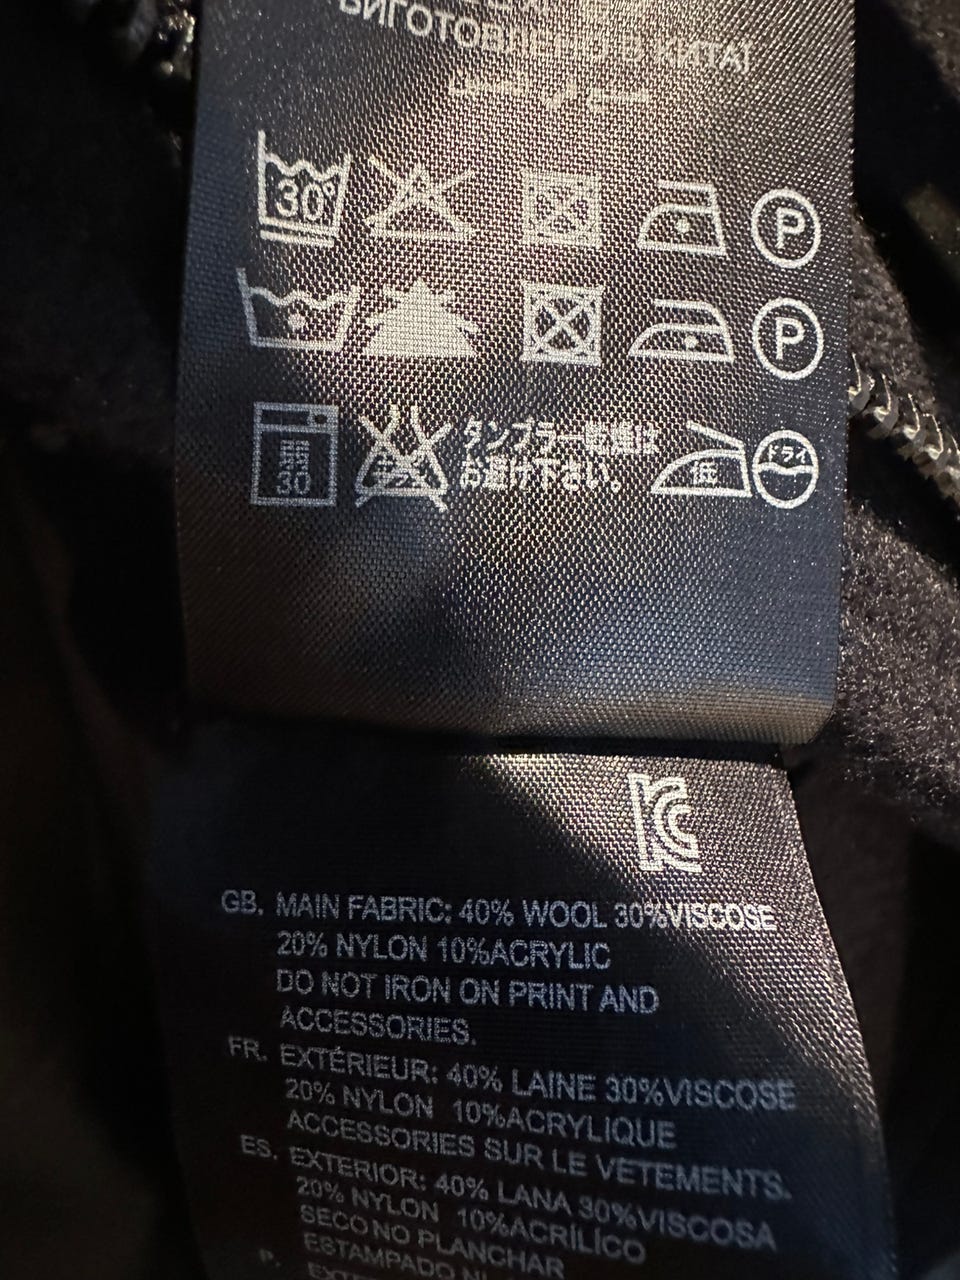 ВИГОТОВЛЕНО В КИТАЇ
30°
P
P
弱
30
タンブラー乾燥は
お避け下さい。
低
ドライ
GB. MAIN FABRIC: 40% WOOL 30%VISCOSE
20% NYLON 10%ACRYLIC
DO NOT IRON ON PRINT AND
ACCESSORIES.
FR. EXTÉRIEUR: 40% LAINE 30%VISCOSE
20% NYLON 10%ACRYLIQUE
ACCESSORIES SUR LE VETEMENTS.
ES. EXTERIOR: 40% LANA 30%VISCOSA
20% NYLON 10%ACRÍLICO
SECO NO PLANCHAR
ESTAMPADO NI
P.